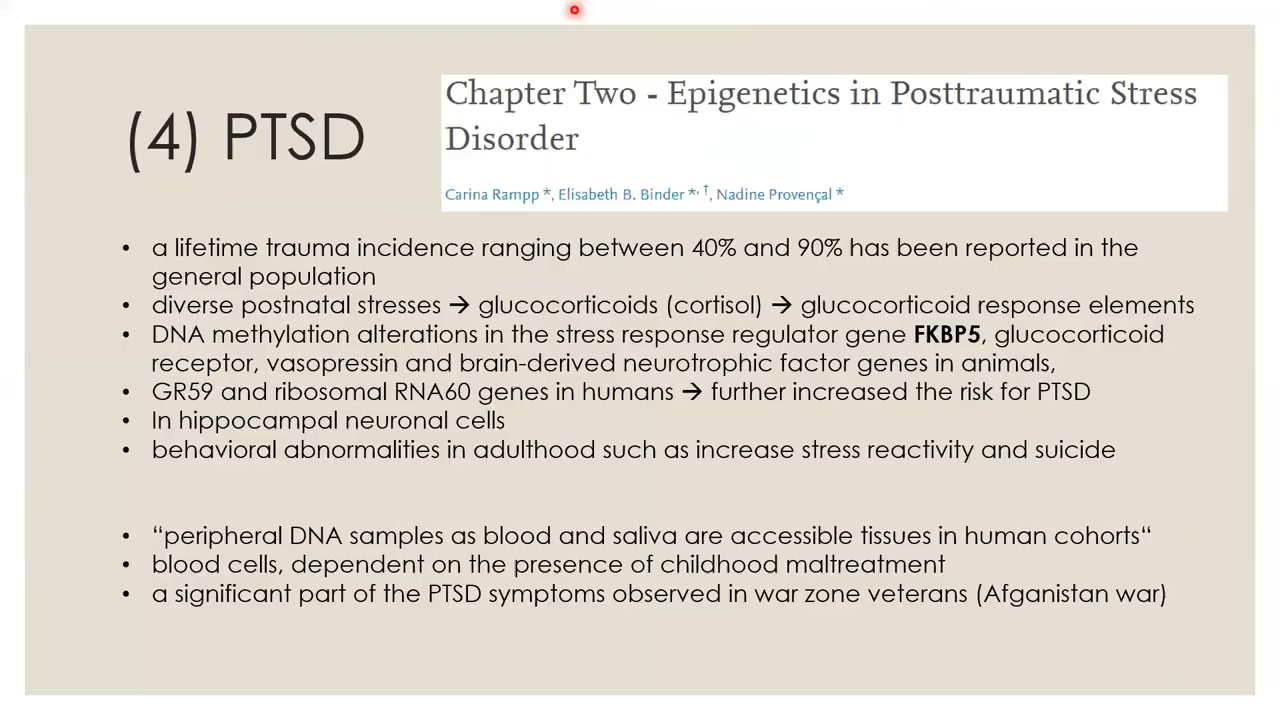 (4) PTSD
Chapter Two - Epigenetics in Posttraumatic Stress
Disorder
Carina Rampp *, Elisabeth B. Binder *, †, Nadine Provençal *
• a lifetime trauma incidence ranging between 40% and 90% has been reported in the
general population
• diverse postnatal stresses → glucocorticoids (cortisol) → glucocorticoid response elements
• DNA methylation alterations in the stress response regulator gene FKBP5, glucocorticoid
receptor, vasopressin and brain-derived neurotrophic factor genes in animals,
• GR59 and ribosomal RNA60 genes in humans → further increased the risk for PTSD
• In hippocampal neuronal cells
• behavioral abnormalities in adulthood such as increase stress reactivity and suicide
• “peripheral DNA samples as blood and saliva are accessible tissues in human cohorts“
• blood cells, dependent on the presence of childhood maltreatment
• a significant part of the PTSD symptoms observed in war zone veterans (Afganistan war)